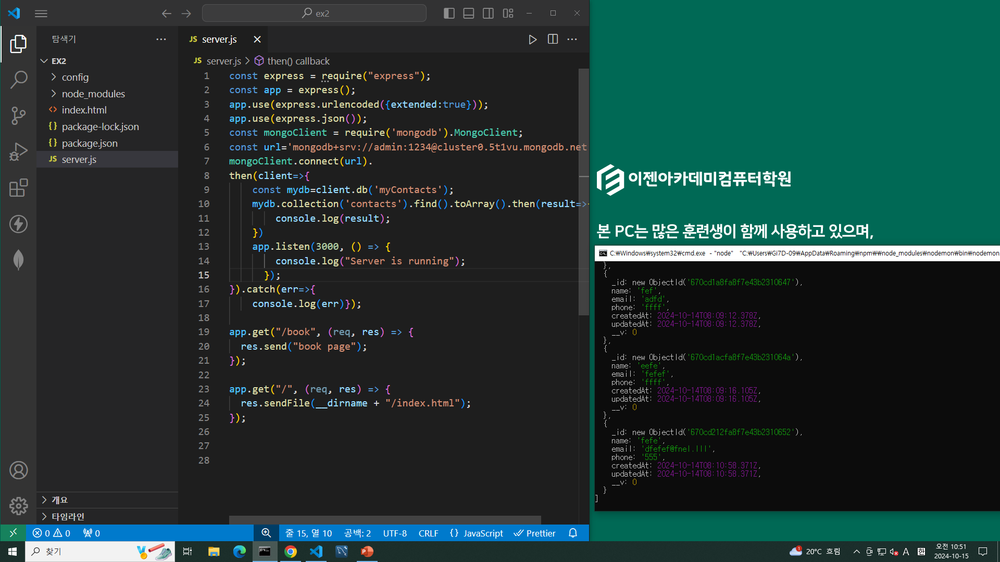 ex2
탐색기
EX2
config
node_modules
index.html
package-lock.json
package.json
server.js
개요
타임라인
JS server.js
JS server.js > then() callback
1 const express = require("express");
2 const app = express();
3 app.use(express.urlencoded({extended:true}));
4 app.use(express.json());
5 const mongoClient = require('mongodb').MongoClient;
6 const url='mongodb+srv://admin:1234@cluster0.5t1vu.mongodb.net
7 mongoClient.connect(url).
8 then(client=>{
9 const mydb=client.db('myContacts');
10 mydb.collection('contacts').find().toArray().then(result=>
11 console.log(result);
12 })
13 app.listen(3000, () => {
14 console.log("Server is running");
15 });
16 }).catch(err=>{
17 console.log(err)});
18
19 app.get("/book", (req, res) => {
20 res.send("book page");
21 });
22
23 app.get("/", (req, res) => {
24 res.sendFile(__dirname + "/index.html");
25 });
26
27
28
이젠아카데미컴퓨터학원
본 PC는 많은 훈련생이 함께 사용하고 있으며,
C:\Windows\system32\cmd.exe - "node" "C:\Users\Gi7D-09\AppData\Roaming\npm\\node_modules\nodemon\bin\nodemon
},
{
_id: new ObjectId('670cd1a8fa8f7e43b2310647'),
name: 'fef',
email: 'adfd',
phone: 'ffff',
createdAt: 2024-10-14T08:09:12.378Z,
updatedAt: 2024-10-14T08:09:12.378Z,
__v: 0
},
{
_id: new ObjectId('670cd1acfa8f7e43b231064a'),
name: 'eefe',
email: 'fefef',
phone: 'ffff',
createdAt: 2024-10-14T08:09:16.105Z,
updatedAt: 2024-10-14T08:09:16.105Z,
__v: 0
},
{
_id: new ObjectId('670cd212fa8f7e43b2310652'),
name: 'fefe',
email: 'dfefef@fnel.lll',
phone: '555',
createdAt: 2024-10-14T08:10:58.371Z,
updatedAt: 2024-10-14T08:10:58.371Z,
__v: 0
}
]
0 0 0 줄 15, 열 10 공백: 2 UTF-8 CRLF {} JavaScript Prettier
찾기
1 20°C 흐림 A 한 오전 10:51
2024-10-15